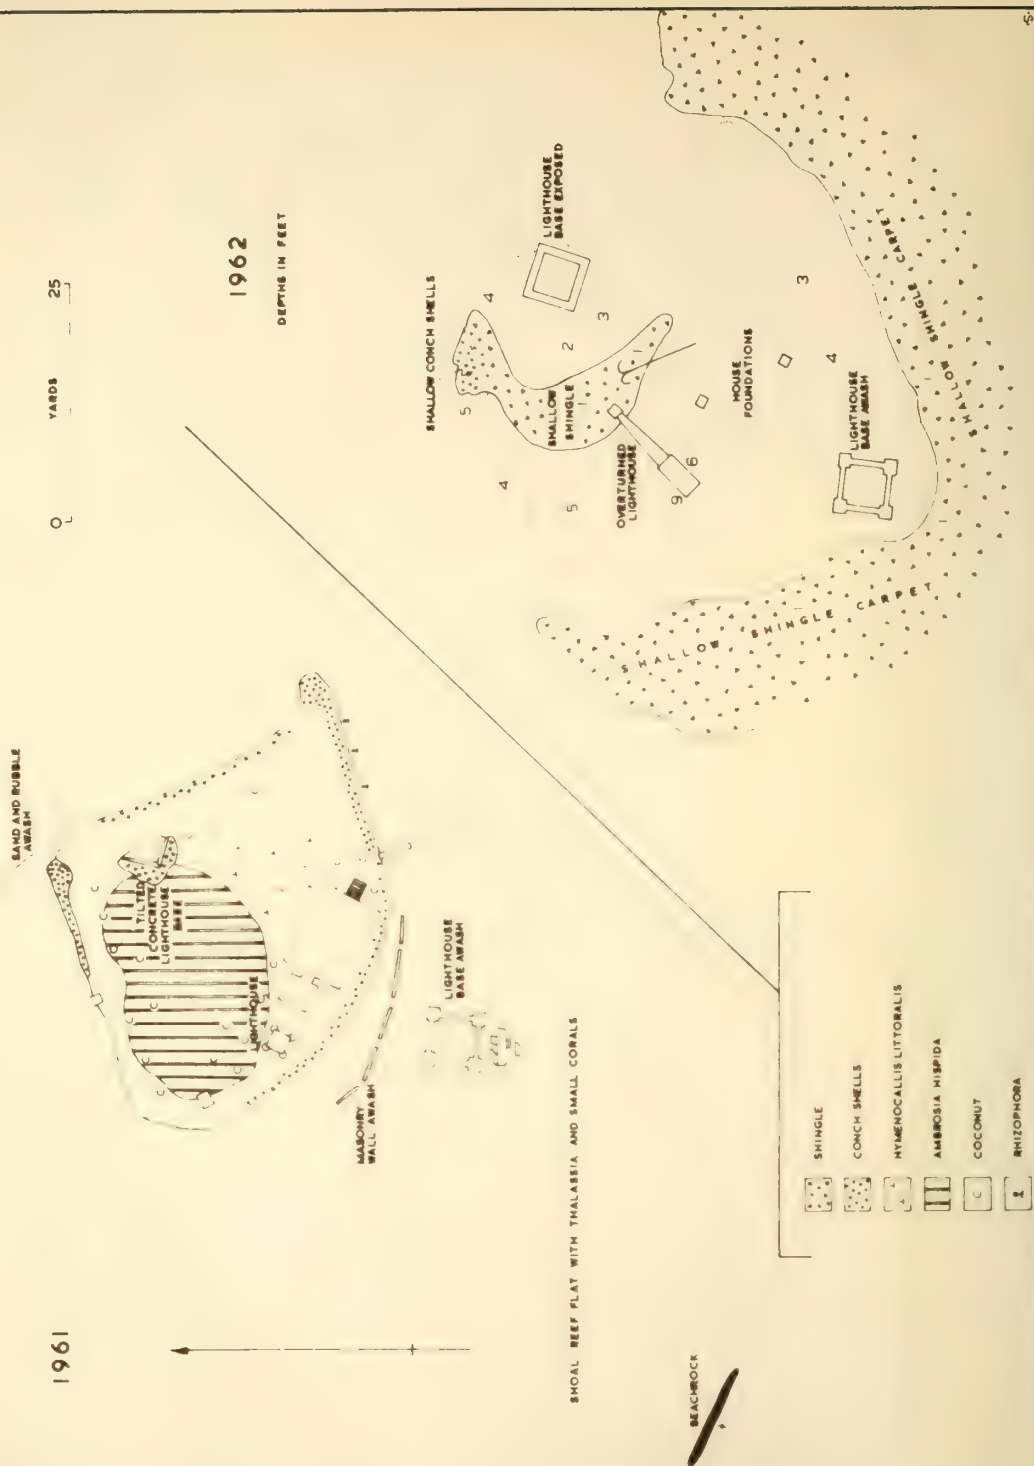 1961
SAND AND RUBBLE
AWASH
TILTED
CONCRETE
LIGHTHOUSE
BASE
LIGHTHOUSE
MASONRY
WALL AWASH
LIGHTHOUSE
BASE AWASH
SHOAL REEF FLAT WITH THALASSIA AND SMALL CORALS
BEACHROCK
SHINGLE
CONCH SHELLS
HYMENOCALLIS LITTORALIS
AMBROSIA HISPIDA
COCONUT
RHIZOPHORA
0 YARDS 25
1962
DEPTHS IN FEET
SHALLOW CONCH SHELLS
LIGHTHOUSE
BASE EXPOSED
4
5
2
3
4
5
1
1
SHALLOW
SHINGLE
OVERTURNED
LIGHTHOUSE
9
6
HOUSE
FOUNDATIONS
3
4
LIGHTHOUSE
BASE AWASH
1
1
SHALLOW SHINGLE CARPET
SHALLOW SHINGLE CARPET